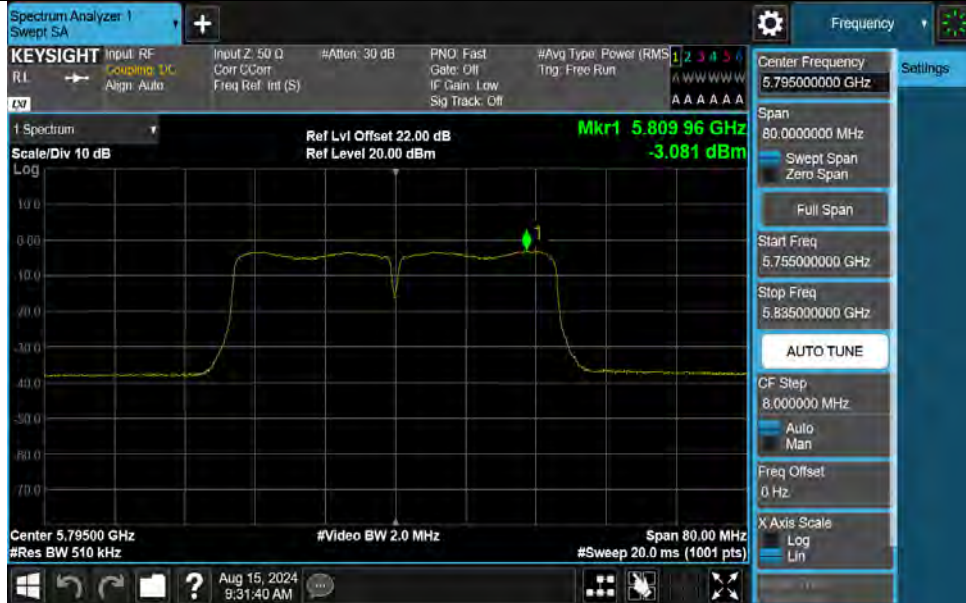 Spectrum Analyzer 1
Swept SA
+
Frequency
KEYSIGHT
RL
LXI
Input: RF
Coupling: DC
Align: Auto
Input Z: 50 Ω
Corr CCorr
Freq Ref: Int (S)
#Atten: 30 dB
PNO: Fast
Gate: Off
IF Gain: Low
Sig Track: Off
#Avg Type: Power (RMS
Trig: Free Run
1 2 3 4 5 6
A W W W W W
A A A A A A
Center Frequency
5.795000000 GHz
Settings
1 Spectrum
Scale/Div 10 dB
Ref Lvl Offset 22.00 dB
Ref Level 20.00 dBm
Mkr1 5.809 96 GHz
-3.081 dBm
Log
10.0
0.00
-10.0
-20.0
-30.0
-40.0
-50.0
-60.0
-70.0
1
Span
80.0000000 MHz
Swept Span
Zero Span
Full Span
Start Freq
5.755000000 GHz
Stop Freq
5.835000000 GHz
AUTO TUNE
CF Step
8.000000 MHz
Auto
Man
Freq Offset
0 Hz
X Axis Scale
Log
Lin
Center 5.79500 GHz
#Res BW 510 kHz
#Video BW 2.0 MHz
Span 80.00 MHz
#Sweep 20.0 ms (1001 pts)
?
Aug 15, 2024
9:31:40 AM